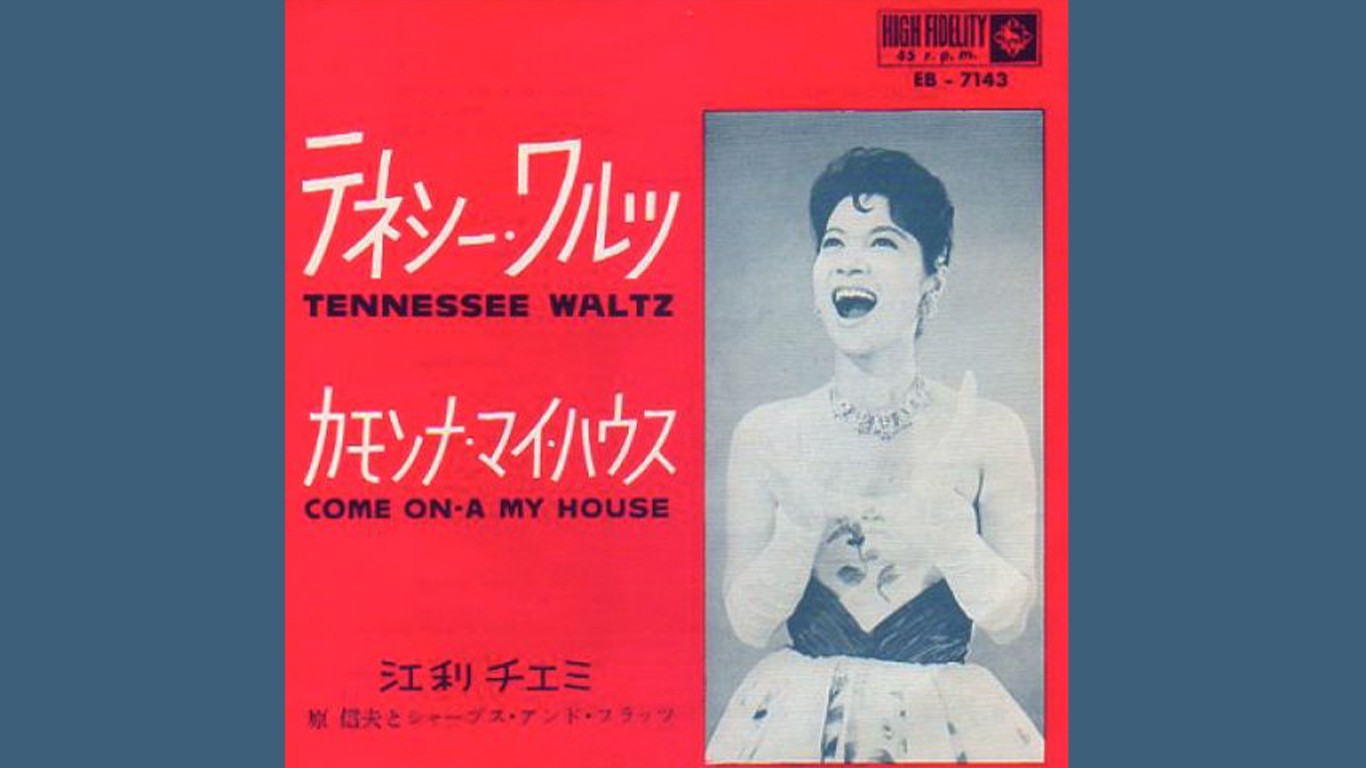 HIGH FIDELITY
45 r.p.m.
EB - 7143
テネシー・ワルツ
TENNESSEE WALTZ
カモンナ・マイ・ハウス
COME ON-A MY HOUSE
江利チエミ
原 信夫とシャープス・アンド・フラッツ